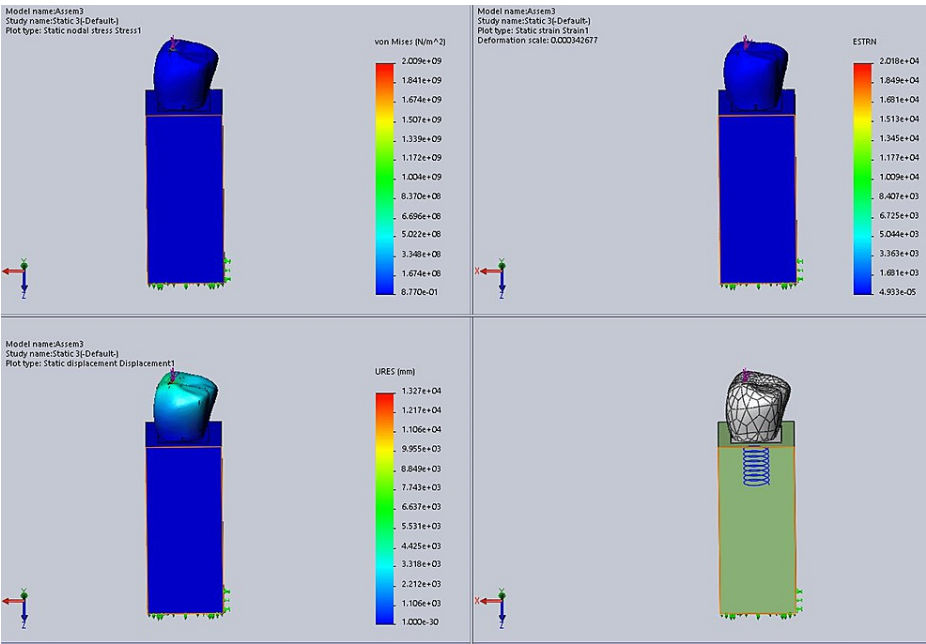 Model name:Assem3
Study name:Static 3(-Default-)
Plot type: Static nodal stress Stress1
von Mises (N/m^2)
2.009e+09
1.841e+09
1.674e+09
1.507e+09
1.339e+09
1.172e+09
1.004e+09
8.370e+08
6.696e+08
5.022e+08
3.348e+08
1.674e+08
8.770e-01
Y
Z
Model name:Assem3
Study name:Static 3(-Default-)
Plot type: Static strain Strain1
Deformation scale: 0.000342677
ESTRN
2.018e+04
1.849e+04
1.681e+04
1.513e+04
1.345e+04
1.177e+04
1.009e+04
8.407e+03
6.725e+03
5.044e+03
3.363e+03
1.681e+03
4.933e-05
X
Y
Z
Model name:Assem3
Study name:Static 3(-Default-)
Plot type: Static displacement Displacement1
URES (mm)
1.327e+04
1.217e+04
1.106e+04
9.955e+03
8.849e+03
7.743e+03
6.637e+03
5.531e+03
4.425e+03
3.318e+03
2.212e+03
1.106e+03
1.000e-30
Y
Z
X
Y
Z